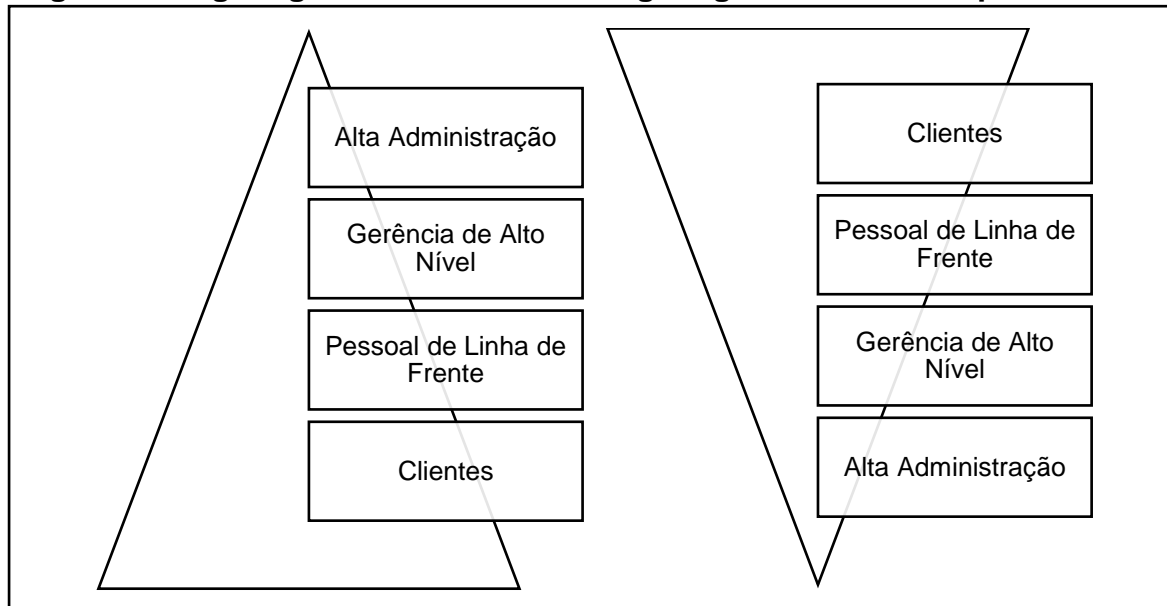 Alta Administração
Gerência de Alto
Nível
Pessoal de Linha de
Frente
Clientes
Clientes
Pessoal de Linha de
Frente
Gerência de Alto
Nível
Alta Administração